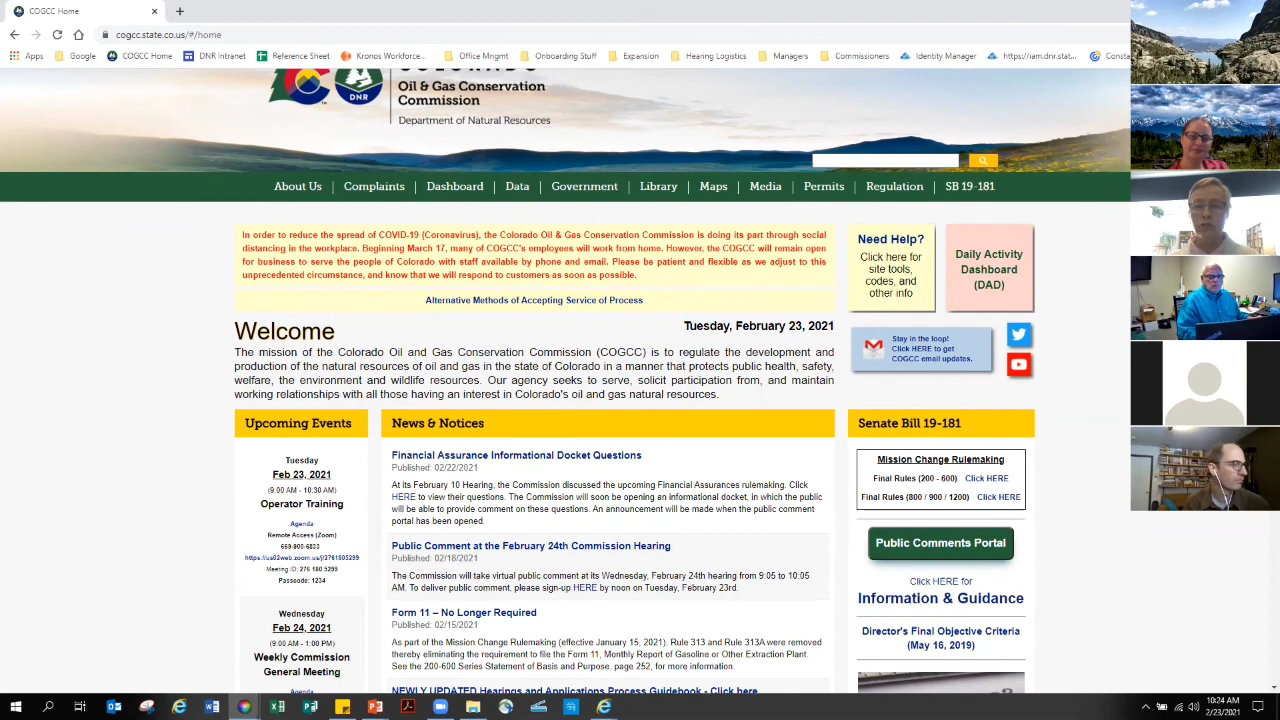 COGCC Home
cogcc.state.co.us/#/home
Apps Google COGCC Home DNR Intranet Reference Sheet Kronos Workforce... Office Mgmt Onboarding Stuff Expansion Hearing Logistics Managers Commissioners Identity Manager https://iam.dnr.stat... Consta
COLORADO
Oil & Gas Conservation
Commission
DNR
Department of Natural Resources
About Us Complaints Dashboard Data Government Library Maps Media Permits Regulation SB 19-181
In order to reduce the spread of COVID-19 (Coronavirus), the Colorado Oil & Gas Conservation Commission is doing its part through social
distancing in the workplace. Beginning March 17, many of COGCC's employees will work from home. However, the COGCC will remain open
for business to serve the people of Colorado with staff available by phone and email. Please be patient and flexible as we adjust to this
unprecedented circumstance, and know that we will respond to customers as soon as possible.
Alternative Methods of Accepting Service of Process
Need Help?
Click here for
site tools,
codes, and
other info
Daily Activity
Dashboard
(DAD)
Welcome
Tuesday, February 23, 2021
The mission of the Colorado Oil and Gas Conservation Commission (COGCC) is to regulate the development and
production of the natural resources of oil and gas in the state of Colorado in a manner that protects public health, safety,
welfare, the environment and wildlife resources. Our agency seeks to serve, solicit participation from, and maintain
working relationships with all those having an interest in Colorado's oil and gas natural resources.
Stay in the loop!
Click HERE to get
COGCC email updates.
Upcoming Events
Tuesday
Feb 23, 2021
(9:00 AM - 10:30 AM)
Operator Training
Agenda
Remote Access (Zoom)
669-900-6833
https://us02web.zoom.us/j/2761805299
Meeting ID: 276 180 5299
Passcode: 1234
Wednesday
Feb 24, 2021
(9:00 AM - 1:00 PM)
Weekly Commission
General Meeting
Agenda
News & Notices
Financial Assurance Informational Docket Questions
Published: 02/22/2021
At its February 10 Hearing, the Commission discussed the upcoming Financial Assurances rulemaking. Click
HERE to view their questions. The Commission will soon be opening an informational docket, in which the public
will be able to provide comment on these questions. An announcement will be made when the public comment
portal has been opened.
Public Comment at the February 24th Commission Hearing
Published: 02/18/2021
The Commission will take virtual public comment at its Wednesday, February 24th hearing from 9:05 to 10:05
AM. To deliver public comment, please sign-up HERE by noon on Tuesday, February 23rd.
Form 11 – No Longer Required
Published: 02/15/2021
As part of the Mission Change Rulemaking (effective January 15, 2021), Rule 313 and Rule 313A were removed
thereby eliminating the requirement to file the Form 11, Monthly Report of Gasoline or Other Extraction Plant.
See the 200-600 Series Statement of Basis and Purpose, page 252, for more information.
NEWLY UPDATED Hearings and Applications Process Guidebook - Click here
Senate Bill 19-181
Mission Change Rulemaking
Final Rules (200 - 600) Click HERE
Final Rules (800 / 900 / 1200) Click HERE
Public Comments Portal
Click HERE for
Information & Guidance
Director's Final Objective Criteria
(May 16, 2019)
10:24 AM
2/23/2021